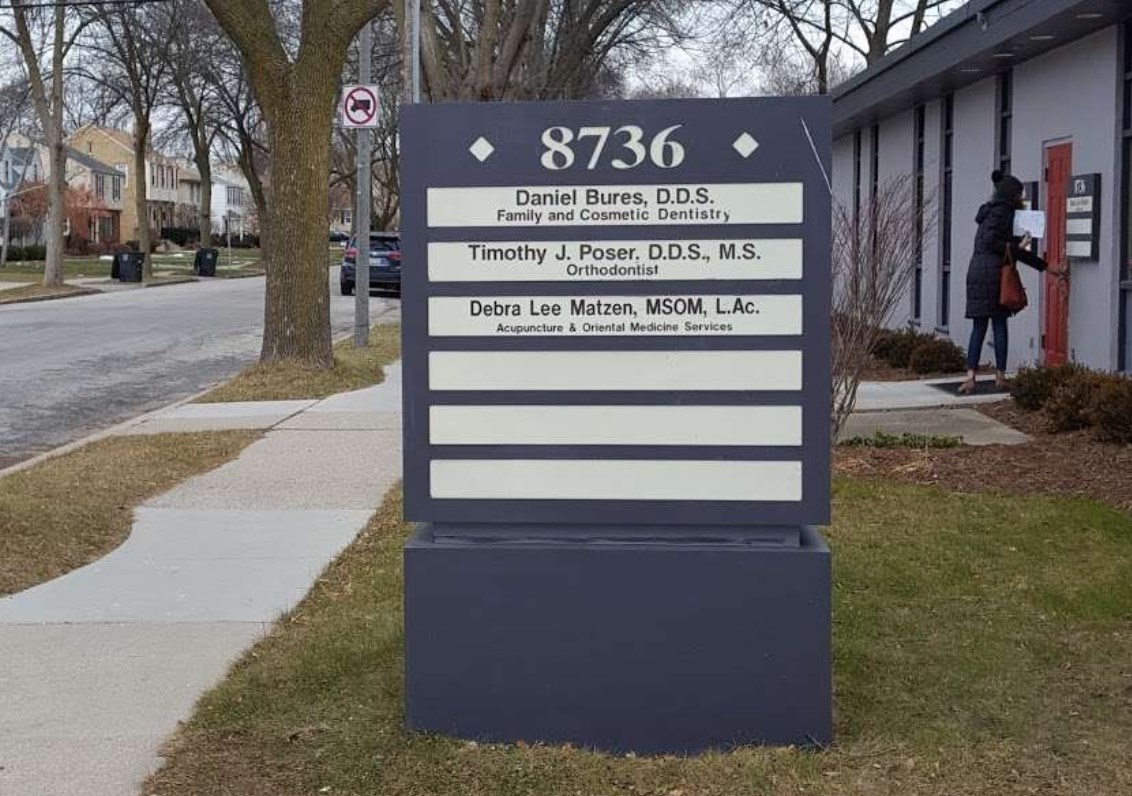 8736
Daniel Bures, D.D.S.
Family and Cosmetic Dentistry
Timothy J. Poser, D.D.S., M.S.
Orthodontist
Debra Lee Matzen, MSOM, L.Ac.
Acupuncture & Oriental Medicine Services